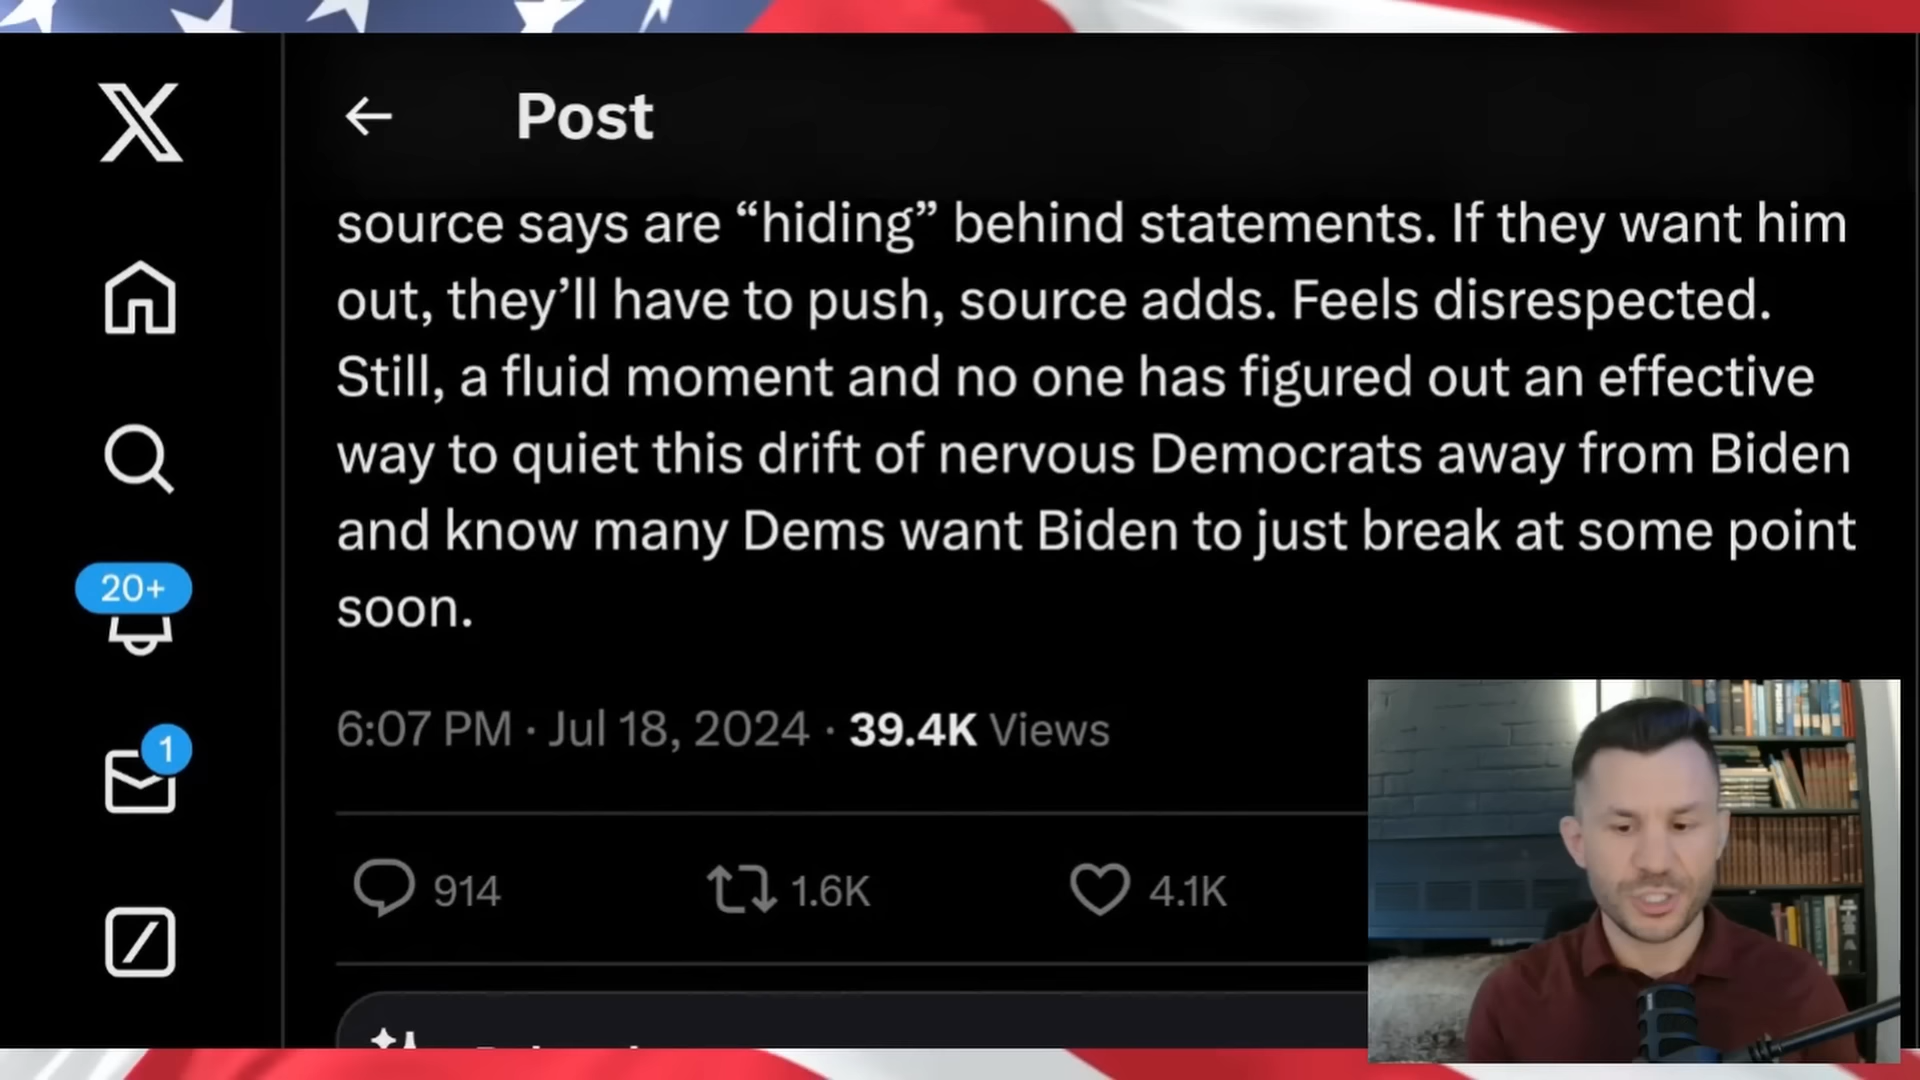 Post
source says are “hiding” behind statements. If they want him
out, they’ll have to push, source adds. Feels disrespected.
Still, a fluid moment and no one has figured out an effective
way to quiet this drift of nervous Democrats away from Biden
and know many Dems want Biden to just break at some point
soon.
20+
1
6:07 PM · Jul 18, 2024 · 39.4K Views
914 1.6K 4.1K